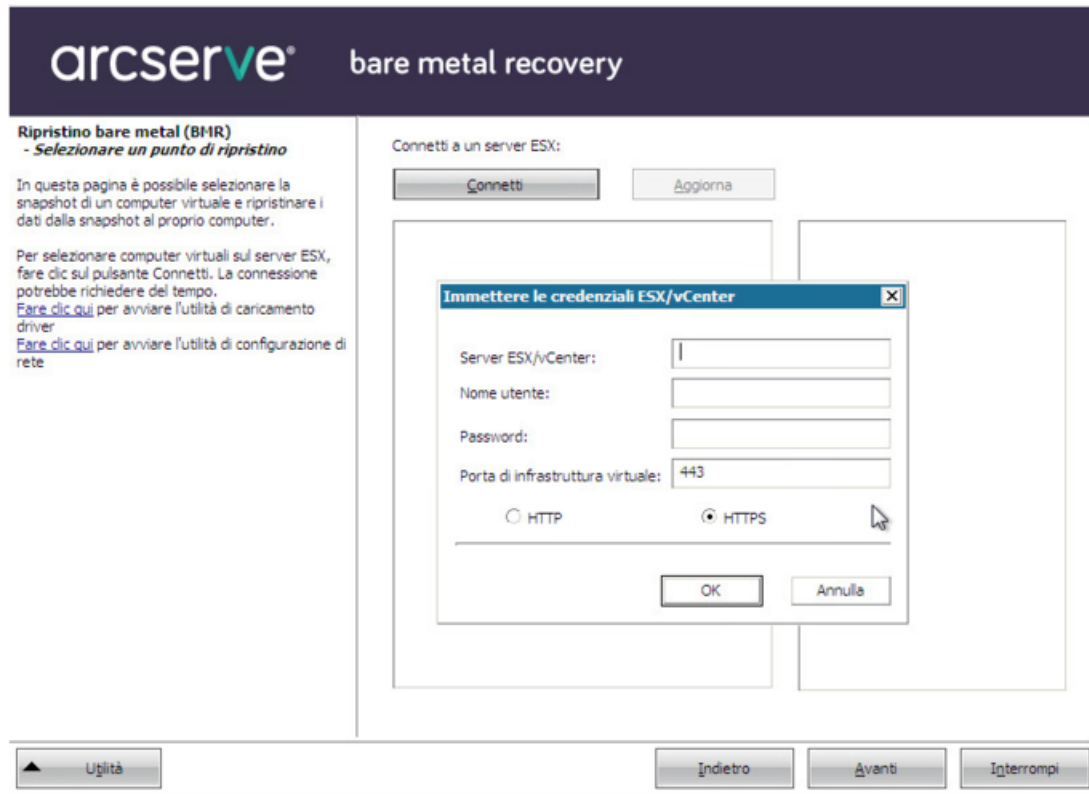 arcserve® bare metal recovery
Ripristino bare metal (BMR)
- Selezionare un punto di ripristino
In questa pagina è possibile selezionare la
snapshot di un computer virtuale e ripristinare i
dati dalla snapshot al proprio computer.
Per selezionare computer virtuali sul server ESX,
fare clic sul pulsante Connetti. La connessione
potrebbe richiedere del tempo.
Fare clic qui per avviare l'utilità di caricamento
driver
Fare clic qui per avviare l'utilità di configurazione di
rete
Connetti a un server ESX:
Connetti Aggiorna
Immettere le credenziali ESX/vCenter
Server ESX/vCenter:
Nome utente:
Password:
Porta di infrastruttura virtuale: 443
HTTP HTTPS
OK Annulla
Utilità Indietro Avanti Interrompi